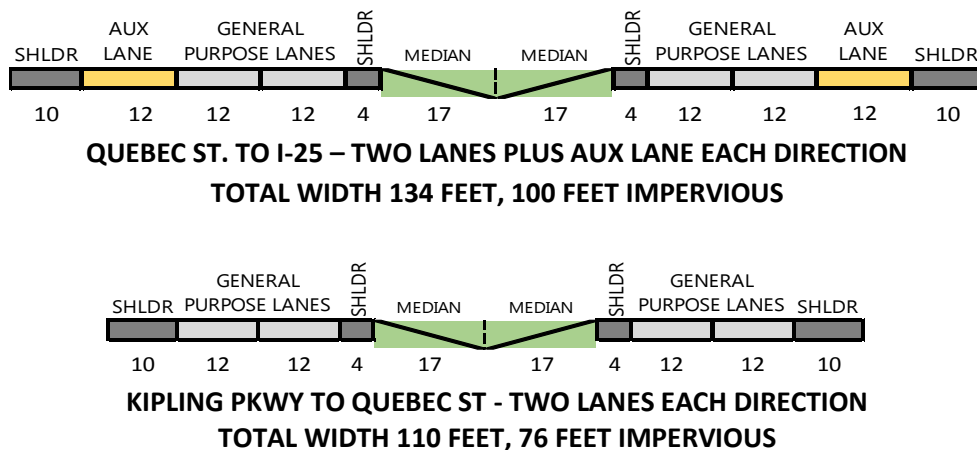 AUX GENERAL GENERAL AUX
SHLDR LANE PURPOSE LANES SHLDR MEDIAN MEDIAN SHLDR PURPOSE LANES LANE SHLDR
10 12 12 12 4 17 17 4 12 12 12 10
QUEBEC ST. TO I-25 – TWO LANES PLUS AUX LANE EACH DIRECTION
TOTAL WIDTH 134 FEET, 100 FEET IMPERVIOUS
GENERAL GENERAL
SHLDR PURPOSE LANES SHLDR MEDIAN MEDIAN SHLDR PURPOSE LANES SHLDR
10 12 12 4 17 17 4 12 12 10
KIPLING PKWY TO QUEBEC ST - TWO LANES EACH DIRECTION
TOTAL WIDTH 110 FEET, 76 FEET IMPERVIOUS